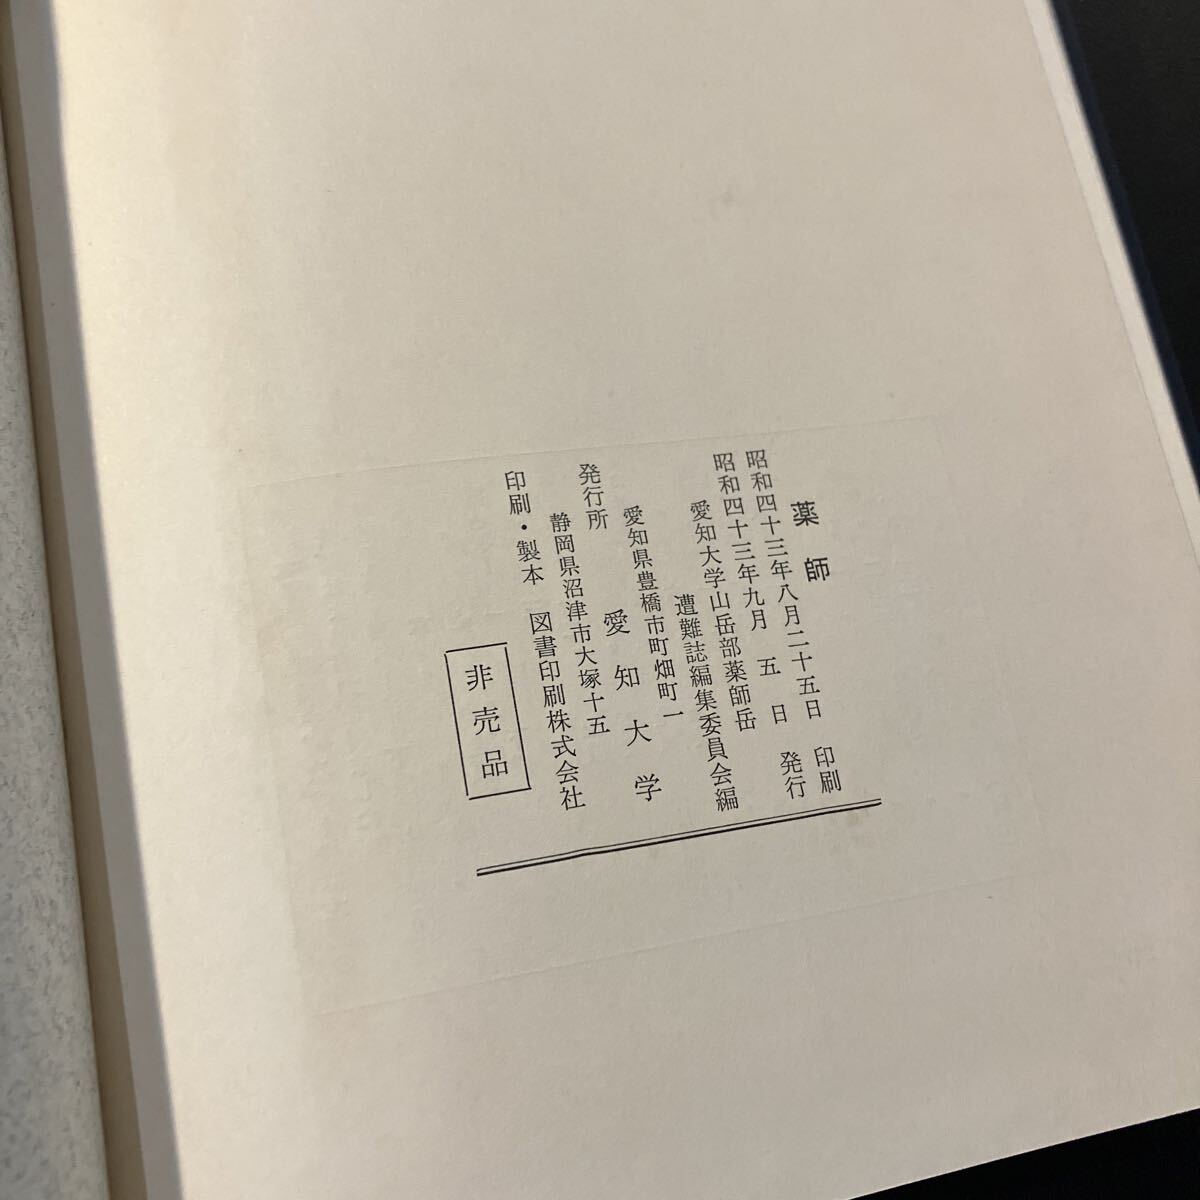 薬師
昭和四十三年八月二十五日 印刷
昭和四十三年九月 五 日 発行
愛知大学山岳部薬師岳
遭難誌編集委員会編
愛知県豊橋市町畑町一
発行所 愛知大学
静岡県沼津市大塚十五
印刷・製本 図書印刷株式会社
非売品